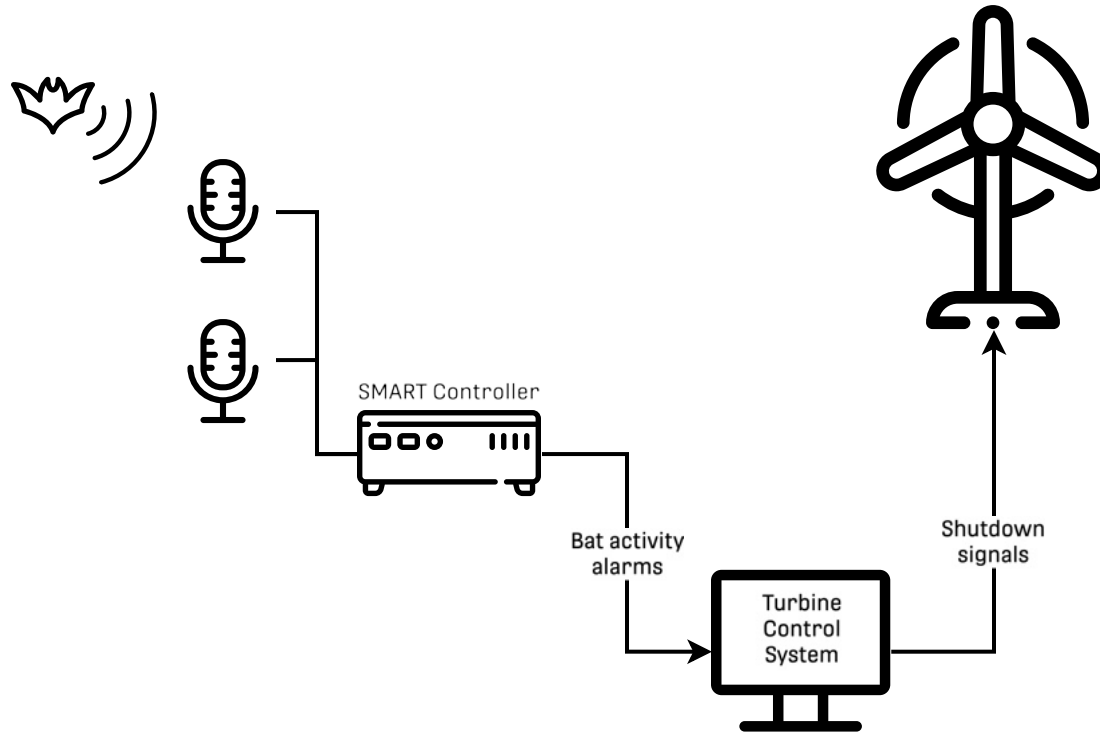 SMART Controller
Bat activity
alarms
Shutdown
signals
Turbine
Control
System